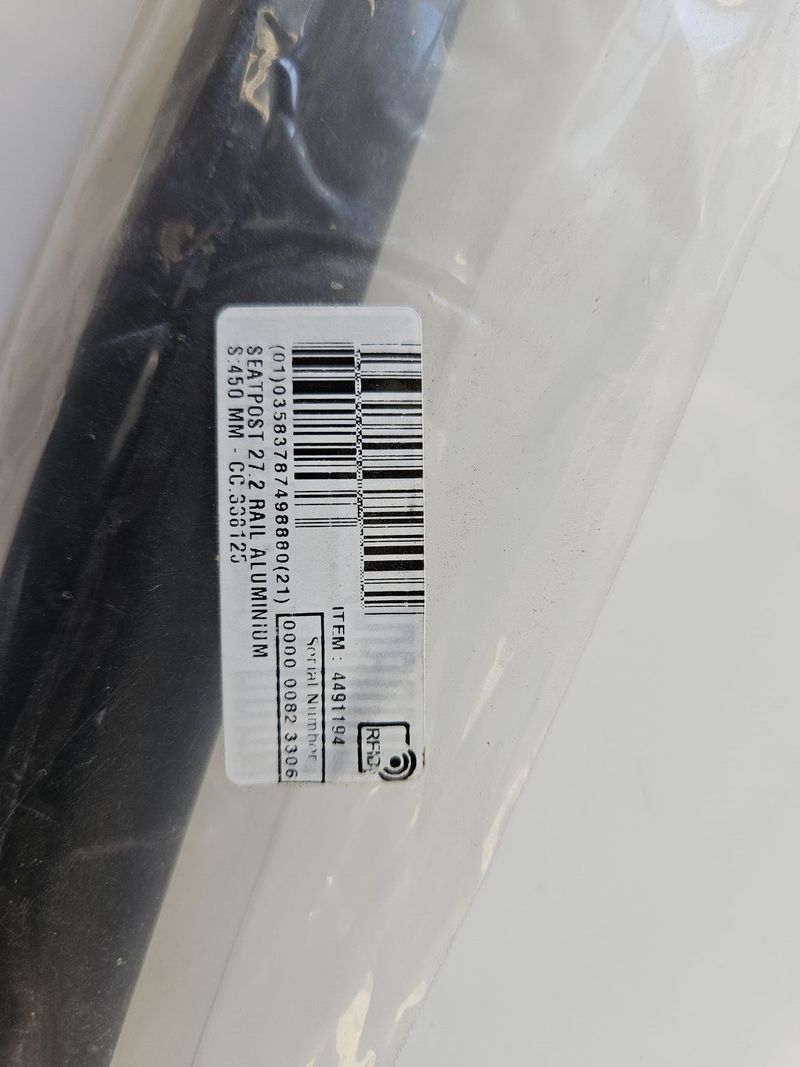 RFID
ITEM : 4491194
Serial Number
0000 0082 3306
(01)03583787498880(21)
SEATPOST 27.2 RAIL ALUMINIUM
S:450 MM - CC:338125